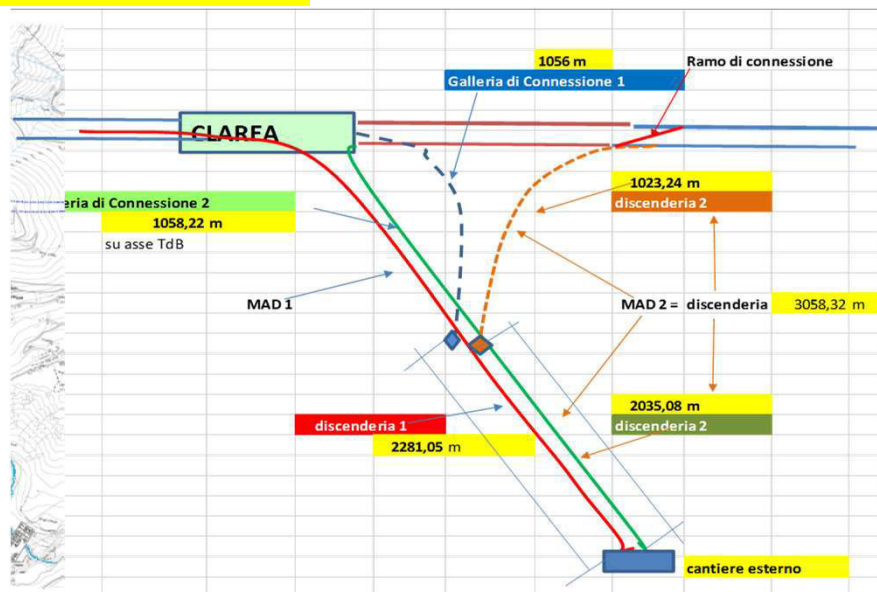 1056 m
Ramo di connessione
Galleria di Connessione 1
CLAREA
1023,24 m
discenderia 2
eria di Connessione 2
1058,22 m
su asse TdB
MAD 1
MAD 2 = discenderia 3058,32 m
2035,08 m
discenderia 2
discenderia 1
2281,05 m
cantiere esterno